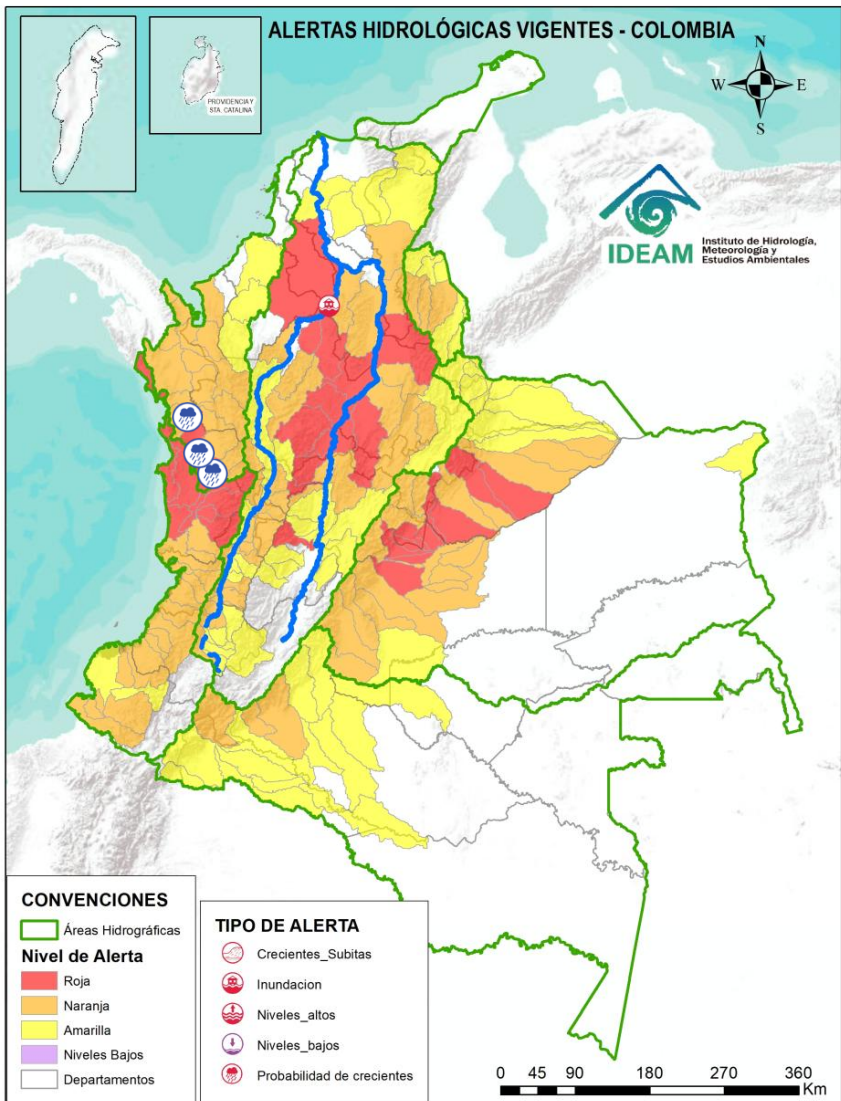 ALERTAS HIDROLÓGICAS VIGENTES - COLOMBIA
PROVIDENCIA Y
STA. CATALINA
N
W
E
S
IDEAM
Instituto de Hidrología,
Meteorología y
Estudios Ambientales
CONVENCIONES
Áreas Hidrográficas
Nivel de Alerta
Roja
Naranja
Amarilla
Niveles Bajos
Departamentos
TIPO DE ALERTA
Crecientes_Subitas
Inundacion
Niveles_altos
Niveles_bajos
Probabilidad de crecientes
0 45 90 180 270 360
Km